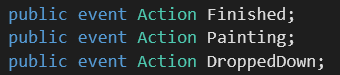 public event Action Finished;
public event Action Painting;
public event Action DroppedDown;